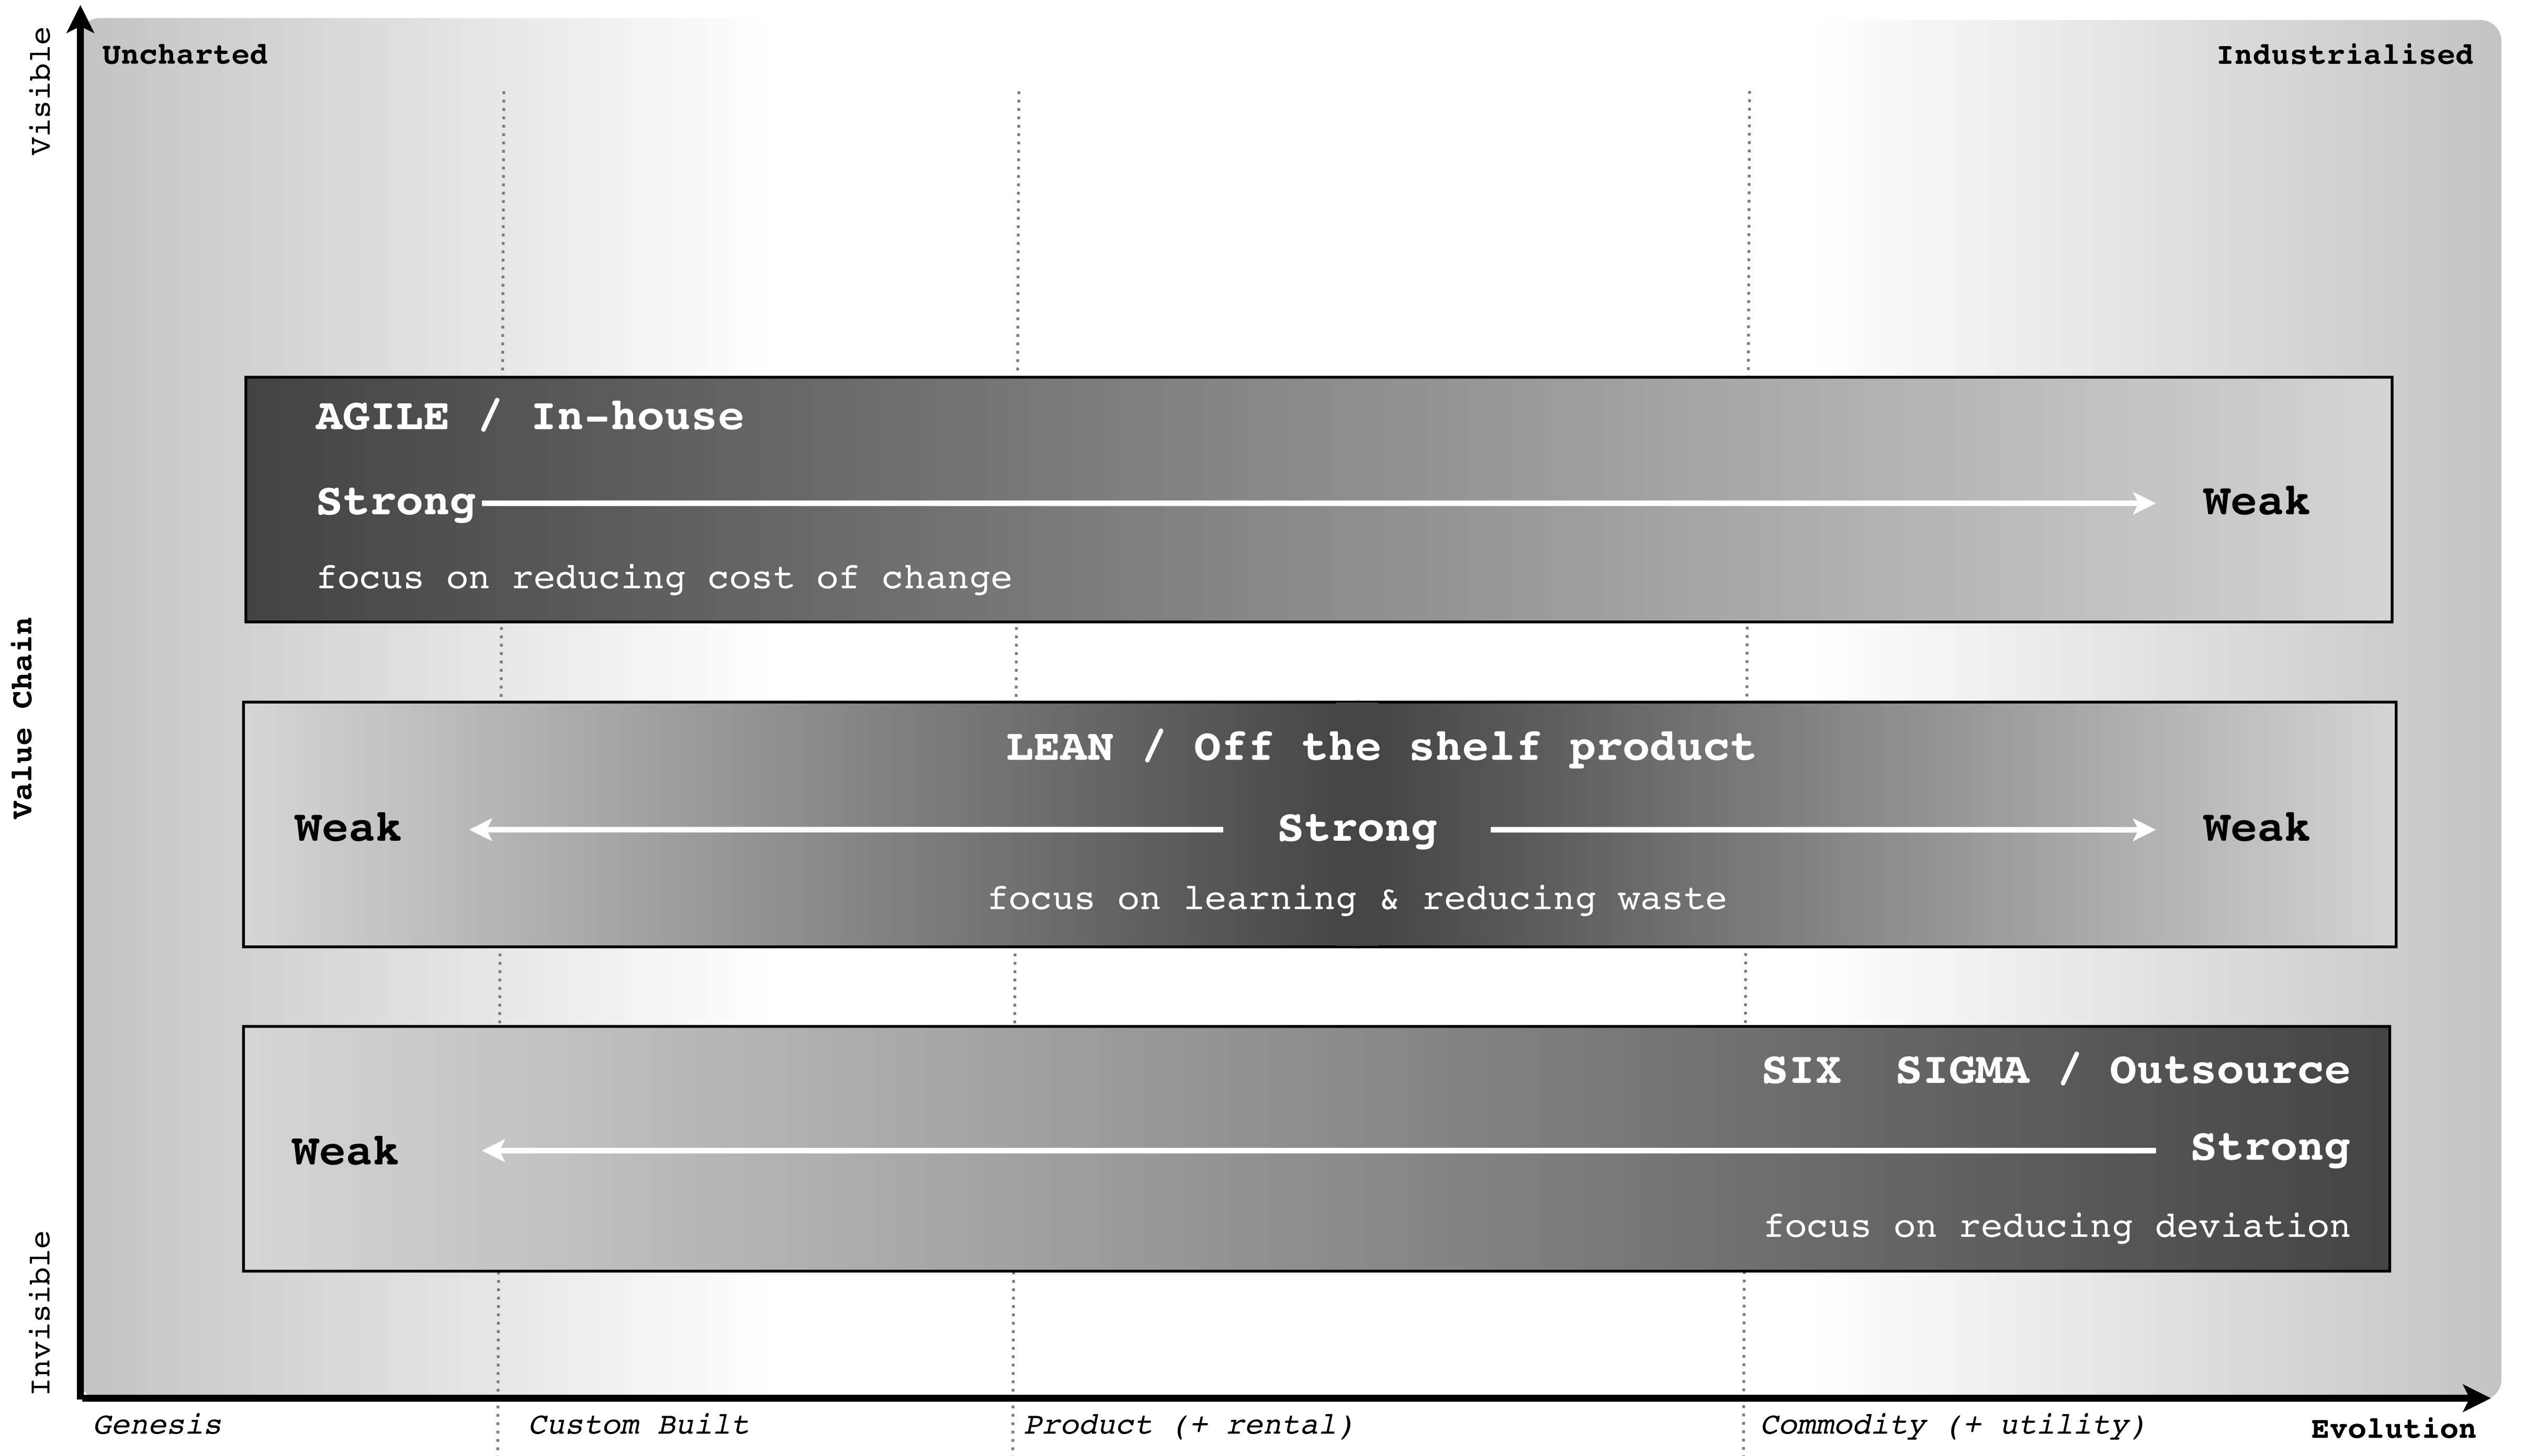 Uncharted
Industrialised
Visible
Value Chain
Invisible
AGILE / In-house
Strong
Weak
focus on reducing cost of change
LEAN / Off the shelf product
Weak
Strong
Weak
focus on learning & reducing waste
SIX SIGMA / Outsource
Weak
Strong
focus on reducing deviation
Genesis
Custom Built
Product (+ rental)
Commodity (+ utility)
Evolution